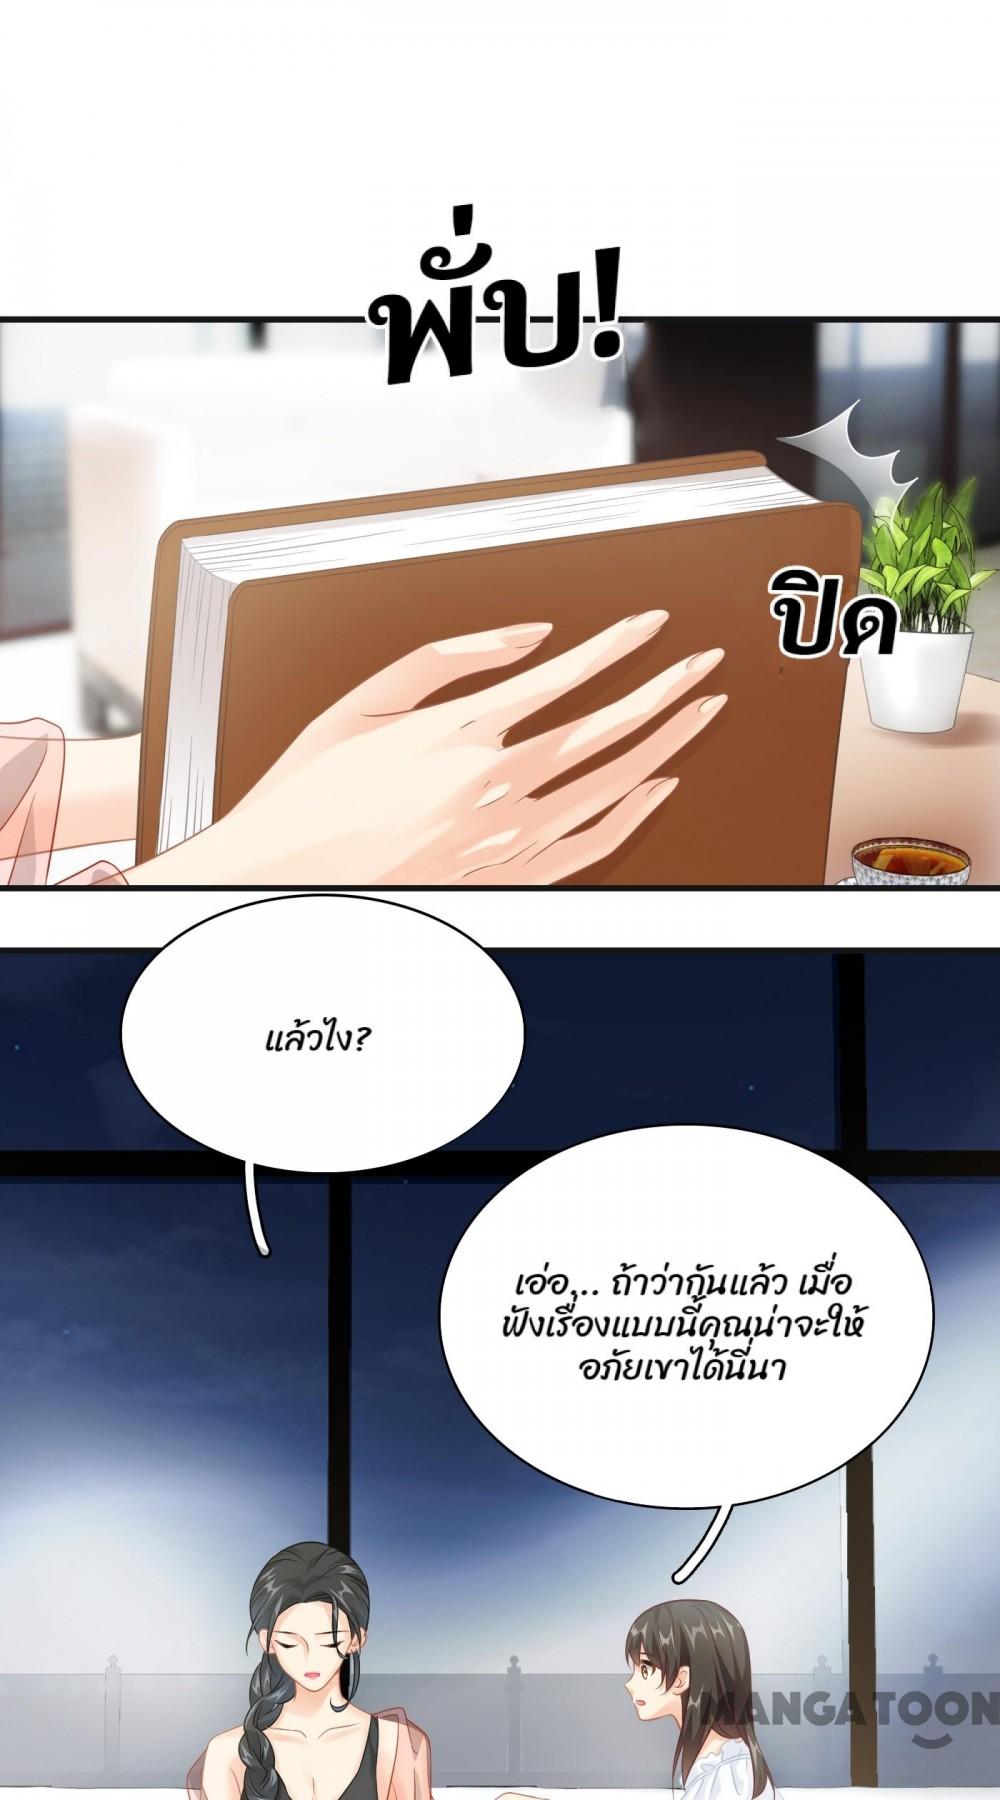 พั่บ!
ปิด
แล้วไง?
เอ่อ... ถ้าว่ากันแล้ว เมื่อ
ฟังเรื่องแบบนี้คุณน่าจะให้
อภัยเขาได้นี่นา
MANGATOON